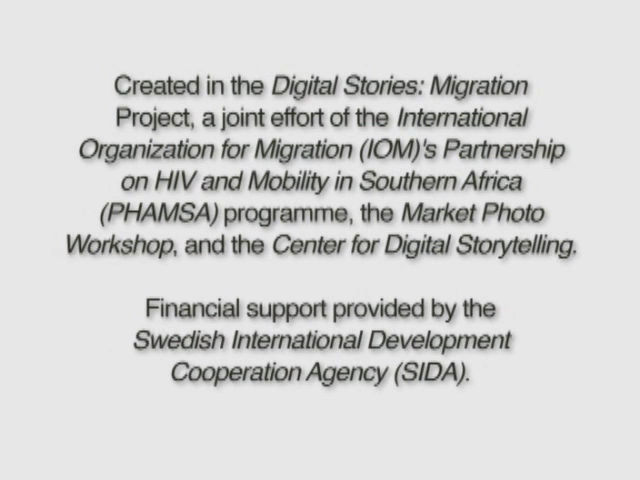 Created in the Digital Stories: Migration
Project, a joint effort of the International
Organization for Migration (IOM)'s Partnership
on HIV and Mobility in Southern Africa
(PHAMSA) programme, the Market Photo
Workshop, and the Center for Digital Storytelling.
Financial support provided by the
Swedish International Development
Cooperation Agency (SIDA).